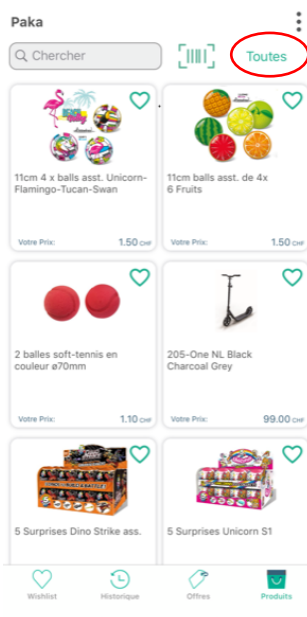 Paka
Chercher
Toutes
11cm 4 x balls asst. Unicorn-
Flamingo-Tucan-Swan
Votre Prix: 1.50 CHF
11cm balls asst. de 4x
6 Fruits
Votre Prix: 1.50 CHF
2 balles soft-tennis en
couleur ø70mm
Votre Prix: 1.10 CHF
205-One NL Black
Charcoal Grey
Votre Prix: 99.00 CHF
5 Surprises Dino Strike ass.
5 Surprises Unicorn S1
Wishlist
Historique
Offres
Produits